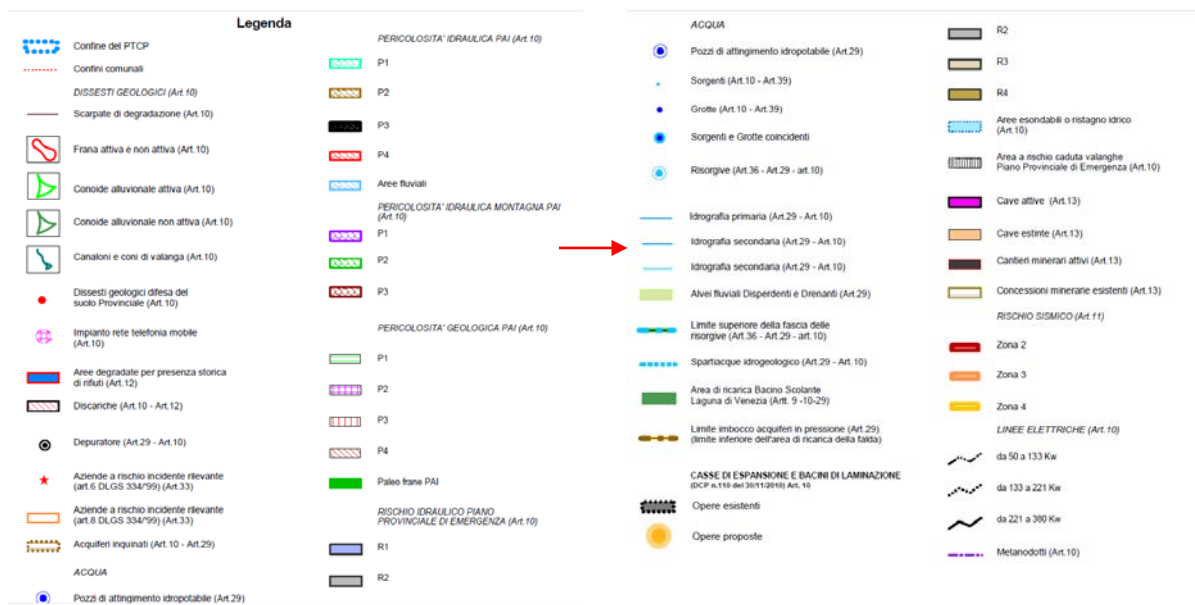 Legenda
Confine del PTCP
Confini comunali
DISSESTI GEOLOGICI (Art.10)
Scarpate di degradazione (Art.10)
Frana attiva e non attiva (Art.10)
Conoide alluvionale attiva (Art.10)
Conoide alluvionale non attiva (Art.10)
Canaloni e coni di valanga (Art.10)
Dissesti geologici difesa del
suolo Provinciale (Art.10)
Impianto rete telefonia mobile
(Art.10)
Aree degradate per presenza storica
di rifiuti (Art.12)
Discariche (Art.10 - Art.12)
Depuratore (Art.29 - Art.10)
Aziende a rischio incidente rilevante
(art.6 DLGS 334/'99) (Art.33)
Aziende a rischio incidente rilevante
(art.8 DLGS 334/'99) (Art.33)
Acquiferi inquinati (Art.10 - Art.29)
ACQUA
Pozzi di attingimento idropotabile (Art.29)
PERICOLOSITA' IDRAULICA PAI (Art.10)
P1
P2
P3
P4
Aree fluviali
PERICOLOSITA' IDRAULICA MONTAGNA PAI
(Art.10)
P1
P2
P3
PERICOLOSITA' GEOLOGICA PAI (Art.10)
P1
P2
P3
P4
Paleo frane PAI
RISCHIO IDRAULICO PIANO
PROVINCIALE DI EMERGENZA (Art.10)
R1
R2
ACQUA
Pozzi di attingimento idropotabile (Art.29)
Sorgenti (Art.10 - Art.39)
Grotte (Art.10 - Art.39)
Sorgenti e Grotte coincidenti
Risorgive (Art.36 - Art.29 - art.10)
Idrografia primaria (Art.29 - Art.10)
Idrografia secondaria (Art.29 - Art.10)
Idrografia secondaria (Art.29 - Art.10)
Alvei fluviali Disperdenti e Drenanti (Art.29)
Limite superiore della fascia delle
risorgive (Art.36 - Art.29 - art.10)
Spartiacque idrogeologico (Art.29 - Art.10)
Area di ricarica Bacino Scolante
Laguna di Venezia (Artt. 9 -10-29)
Limite imbocco acquiferi in pressione (Art.29)
(limite inferiore dell'area di ricarica della falda)
CASSE DI ESPANSIONE E BACINI DI LAMINAZIONE
(DCP n.110 del 30/11/2010) Art. 10
Opere esistenti
Opere proposte
R2
R3
R4
Aree esondabili o ristagno idrico
(Art.10)
Area a rischio caduta valanghe
Piano Provinciale di Emergenza (Art.10)
Cave attive (Art.13)
Cave estinte (Art.13)
Cantieri minerari attivi (Art.13)
Concessioni minerarie esistenti (Art.13)
RISCHIO SISMICO (Art.11)
Zona 2
Zona 3
Zona 4
LINEE ELETTRICHE (Art.10)
da 50 a 133 Kw
da 133 a 221 Kw
da 221 a 380 Kw
Metanodotti (Art.10)